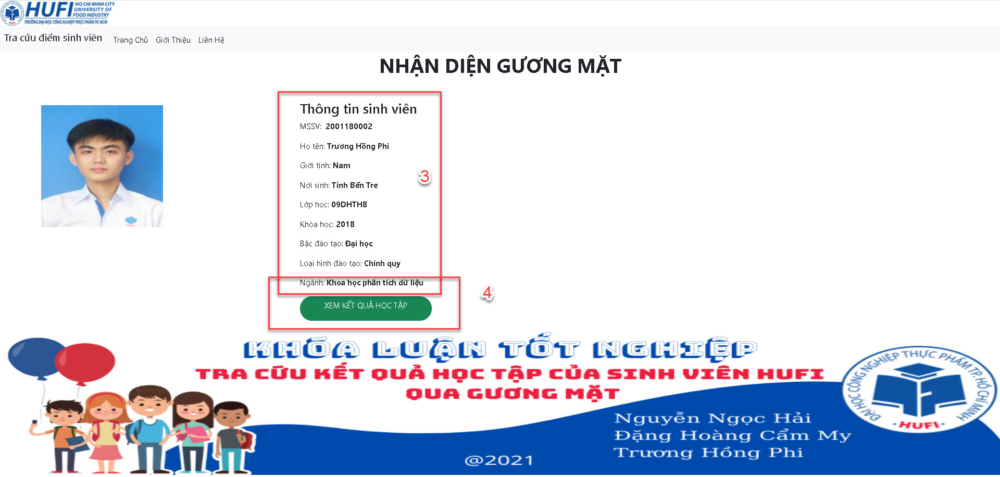 HUFI
HO CHI MINH CITY
UNIVERSITY OF
FOOD INDUSTRY
TRƯỜNG ĐẠI HỌC CÔNG NGHIỆP THỰC PHẨM TP. HCM
HUFI
Tra cứu điểm sinh viên Trang Chủ Giới Thiệu Liên Hệ
NHẬN DIỆN GƯƠNG MẶT
Thông tin sinh viên
MSSV: 2001180002
Họ tên: Trương Hồng Phi
Giới tính: Nam
3
Nơi sinh: Tỉnh Bến Tre
Lớp học: 09DHTH8
Khóa học: 2018
Bậc đào tạo: Đại học
Loại hình đào tạo: Chính quy
Ngành: Khoa học phân tích dữ liệu
4
XEM KẾT QUẢ HỌC TẬP
HUFI
KHÓA LUẬN TỐT NGHIỆP
TRA CỨU KẾT QUẢ HỌC TẬP CỦA SINH VIÊN HUFI
QUA GƯƠNG MẶT
ĐẠI HỌC CÔNG NGHIỆP THỰC PHẨM TP. HỒ CHÍ MINH
HUFI
Nguyễn Ngọc Hải
Đặng Hoàng Cẩm My
Trương Hồng Phi
@2021